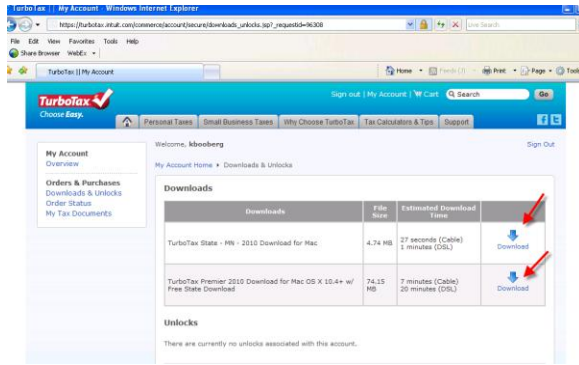 TurboTax || My Account - Windows Internet Explorer
https://turbotax.intuit.com/commerce/account/secure/downloads_unlocks.jsp?_requestid=96308
Live Search
File Edit View Favorites Tools Help
Share Browser WebEx
TurboTax || My Account
Home Feeds (J) Print Page Tools
TurboTax
Choose Easy.
Sign out | My Account | Cart Search Go
Personal Taxes Small Business Taxes Why Choose TurboTax Tax Calculators & Tips Support
Welcome, kbooberg Sign Out
My Account
Overview
My Account Home Downloads & Unlocks
Orders & Purchases
Downloads & Unlocks
Order Status
My Tax Documents
Downloads
Downloads File Size Estimated Download Time
TurboTax State - MN - 2010 Download for Mac 4.74 MB 27 seconds (Cable)
1 minutes (DSL) Download
TurboTax Premier 2010 Download for Mac OS X 10.4+ w/ 74.15 7 minutes (Cable)
Free State Download MB 20 minutes (DSL) Download
Unlocks
There are currently no unlocks associated with this account.